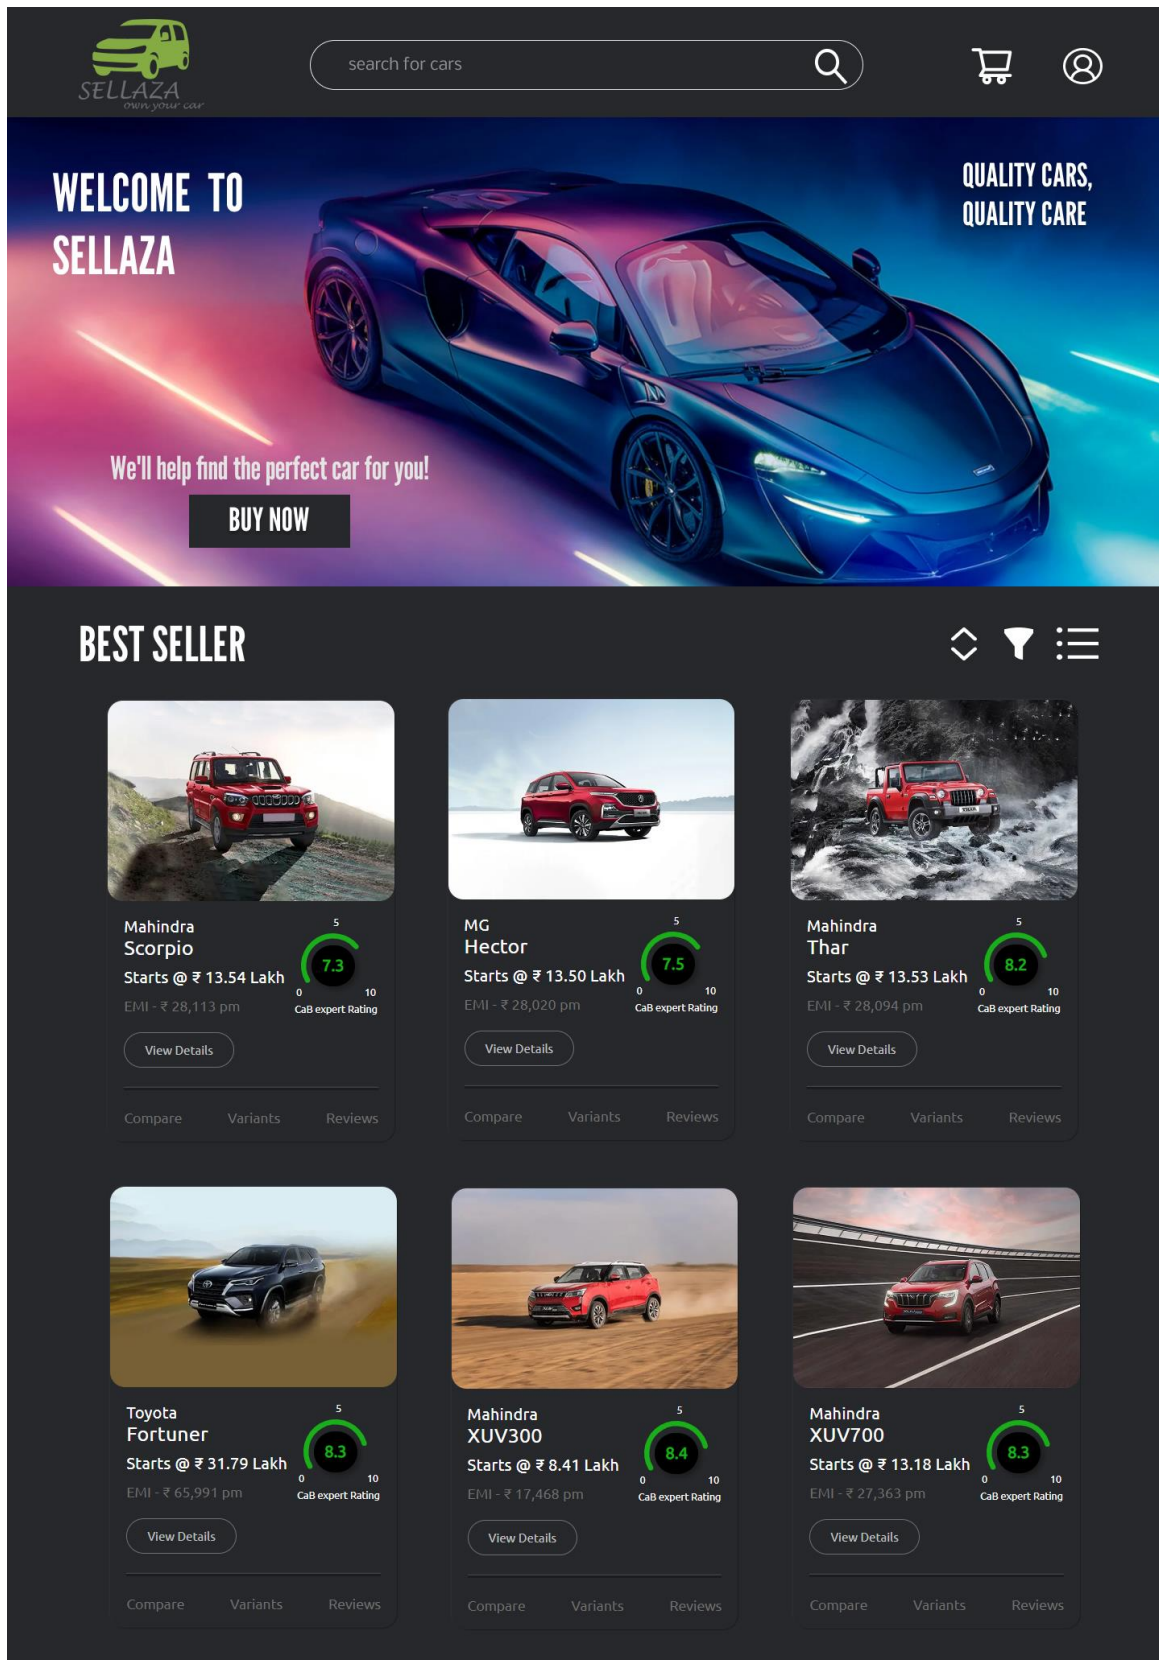 SELLAZA
own your car
search for cars
WELCOME TO
SELLAZA
QUALITY CARS,
QUALITY CARE
We'll help find the perfect car for you!
BUY NOW
BEST SELLER
Mahindra
Scorpio
Starts @ ₹ 13.54 Lakh
EMI - ₹ 28,113 pm
5
7.3
0 10
CaB expert Rating
View Details
Compare Variants Reviews
MG
Hector
Starts @ ₹ 13.50 Lakh
EMI - ₹ 28,020 pm
5
7.5
0 10
CaB expert Rating
View Details
Compare Variants Reviews
THAR
Mahindra
Thar
Starts @ ₹ 13.53 Lakh
EMI - ₹ 28,094 pm
5
8.2
0 10
CaB expert Rating
View Details
Compare Variants Reviews
Toyota
Fortuner
Starts @ ₹ 31.79 Lakh
EMI - ₹ 65,991 pm
5
8.3
0 10
CaB expert Rating
View Details
Compare Variants Reviews
Mahindra
XUV300
Starts @ ₹ 8.41 Lakh
EMI - ₹ 17,468 pm
5
8.4
0 10
CaB expert Rating
View Details
Compare Variants Reviews
Mahindra
XUV700
Starts @ ₹ 13.18 Lakh
EMI - ₹ 27,363 pm
5
8.3
0 10
CaB expert Rating
View Details
Compare Variants Reviews